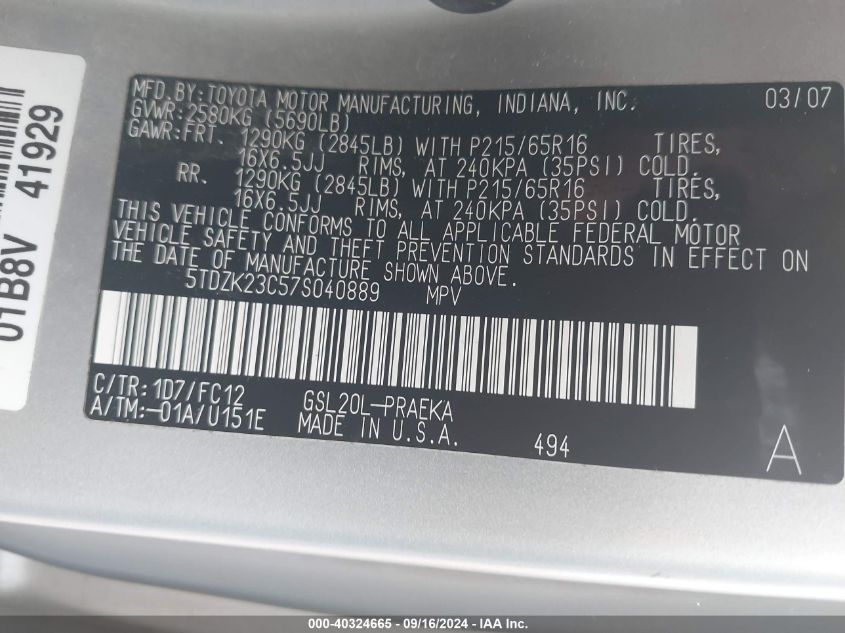 MFD. BY: TOYOTA MOTOR MANUFACTURING, INDIANA, INC. 03/07
GVWR: 2580KG (5690LB)
GAWR: FRT. 1290KG (2845LB) WITH P215/65R16 TIRES,
16X6.5JJ RIMS, AT 240KPA (35PSI) COLD.
RR. 1290KG (2845LB) WITH P215/65R16 TIRES,
16X6.5JJ RIMS, AT 240KPA (35PSI) COLD.
THIS VEHICLE CONFORMS TO ALL APPLICABLE FEDERAL MOTOR
VEHICLE SAFETY AND THEFT PREVENTION STANDARDS IN EFFECT ON
THE DATE OF MANUFACTURE SHOWN ABOVE.
5TDZK23C57S040889 MPV
C/TR: 1D7/FC12
A/TM: -01A/U151E
GSL20L-PRAEKA
MADE IN U.S.A.
494
A
01B8V 41929
000-40324665 - 09/16/2024 - IAA Inc.